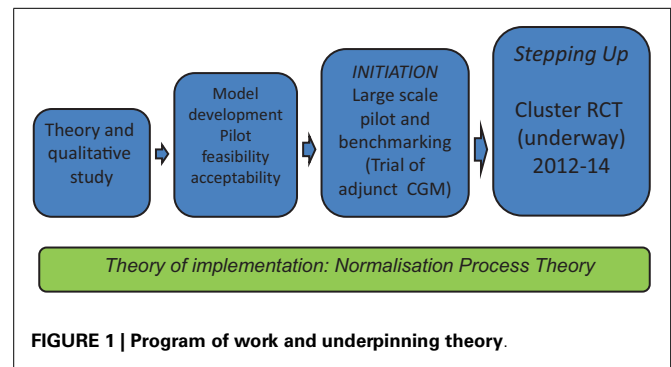 Theory and
qualitative
study
Model
development
Pilot
feasibility
acceptability
INITIATION
Large scale
pilot and
benchmarking
(Trial of
adjunct CGM)
Stepping Up
Cluster RCT
(underway)
2012-14
Theory of implementation: Normalisation Process Theory
FIGURE 1 | Program of work and underpinning theory.